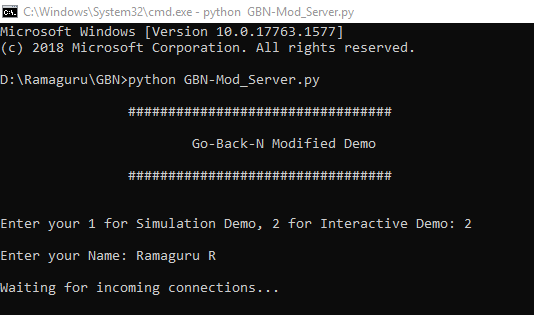 C:\Windows\System32\cmd.exe - python GBN-Mod_Server.py
Microsoft Windows [Version 10.0.17763.1577]
(c) 2018 Microsoft Corporation. All rights reserved.
D:\Ramaguru\GBN>python GBN-Mod_Server.py
#################################
Go-Back-N Modified Demo
#################################
Enter your 1 for Simulation Demo, 2 for Interactive Demo: 2
Enter your Name: Ramaguru R
Waiting for incoming connections...